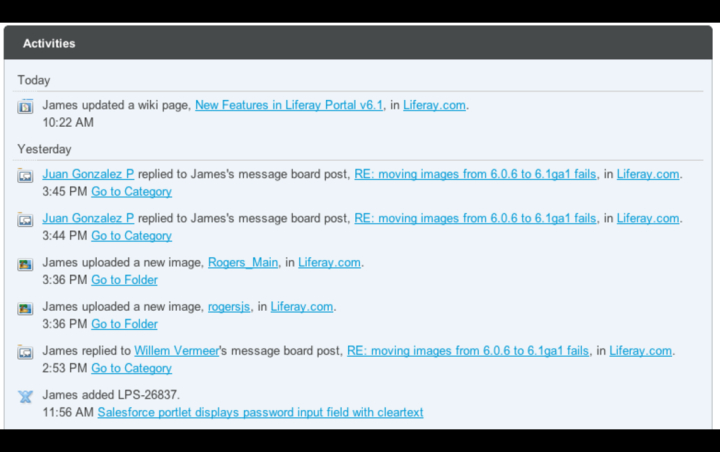 Activities
Today
James updated a wiki page, New Features in Liferay Portal v6.1, in Liferay.com.
10:22 AM
Yesterday
Juan Gonzalez P replied to James's message board post, RE: moving images from 6.0.6 to 6.1ga1 fails, in Liferay.com.
3:45 PM Go to Category
Juan Gonzalez P replied to James's message board post, RE: moving images from 6.0.6 to 6.1ga1 fails, in Liferay.com.
3:44 PM Go to Category
James uploaded a new image, Rogers_Main, in Liferay.com.
3:36 PM Go to Folder
James uploaded a new image, rogersjs, in Liferay.com.
3:36 PM Go to Folder
James replied to Willem Vermeer's message board post, RE: moving images from 6.0.6 to 6.1ga1 fails, in Liferay.com.
2:53 PM Go to Category
James added LPS-26837.
11:56 AM Salesforce portlet displays password input field with cleartext